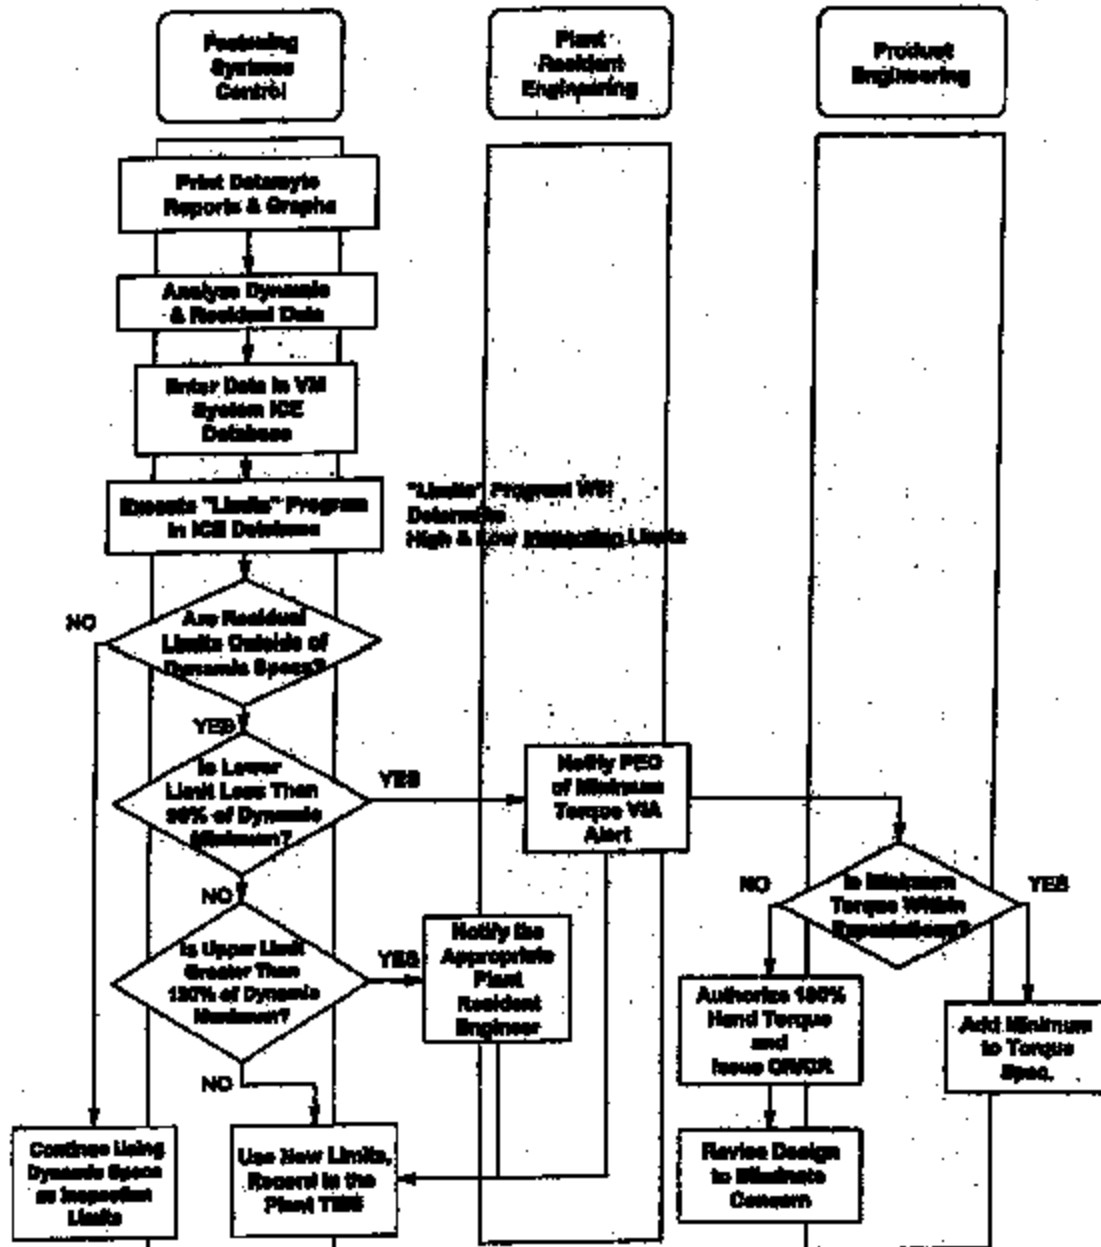 Fastening
Systems
Control
Plant
Resident
Engineering
Product
Engineering
Print Datamyte
Reports & Graphs
Analyze Dynamic
& Residual Data
Enter Data in VM
System ICE
Database
Execute "Limits" Program
in ICE Database
"Limits" Program Will
Determine
High & Low Inspection Limits
NO
Are Residual
Limits Outside of
Dynamic Specs?
YES
Is Lower
Limit Less Than
of Dynamic
Minimum?
YES
Notify PEO
of Minimum
Torque VIA
Alert
NO
NO
Is Minimum
Torque Within
Expectations?
YES
Is Upper Limit
Greater Than
of Dynamic
Maximum?
YES
Notify the
Appropriate
Plant
Resident
Engineer
Authorize 100%
Hand Torque
and
Issue
Add Minimum
to Torque
Spec.
NO
Continue Using
Dynamic Specs
as Inspection
Limits
Use New Limits,
Record in the
Plant
Revise Design
to Eliminate
Concern